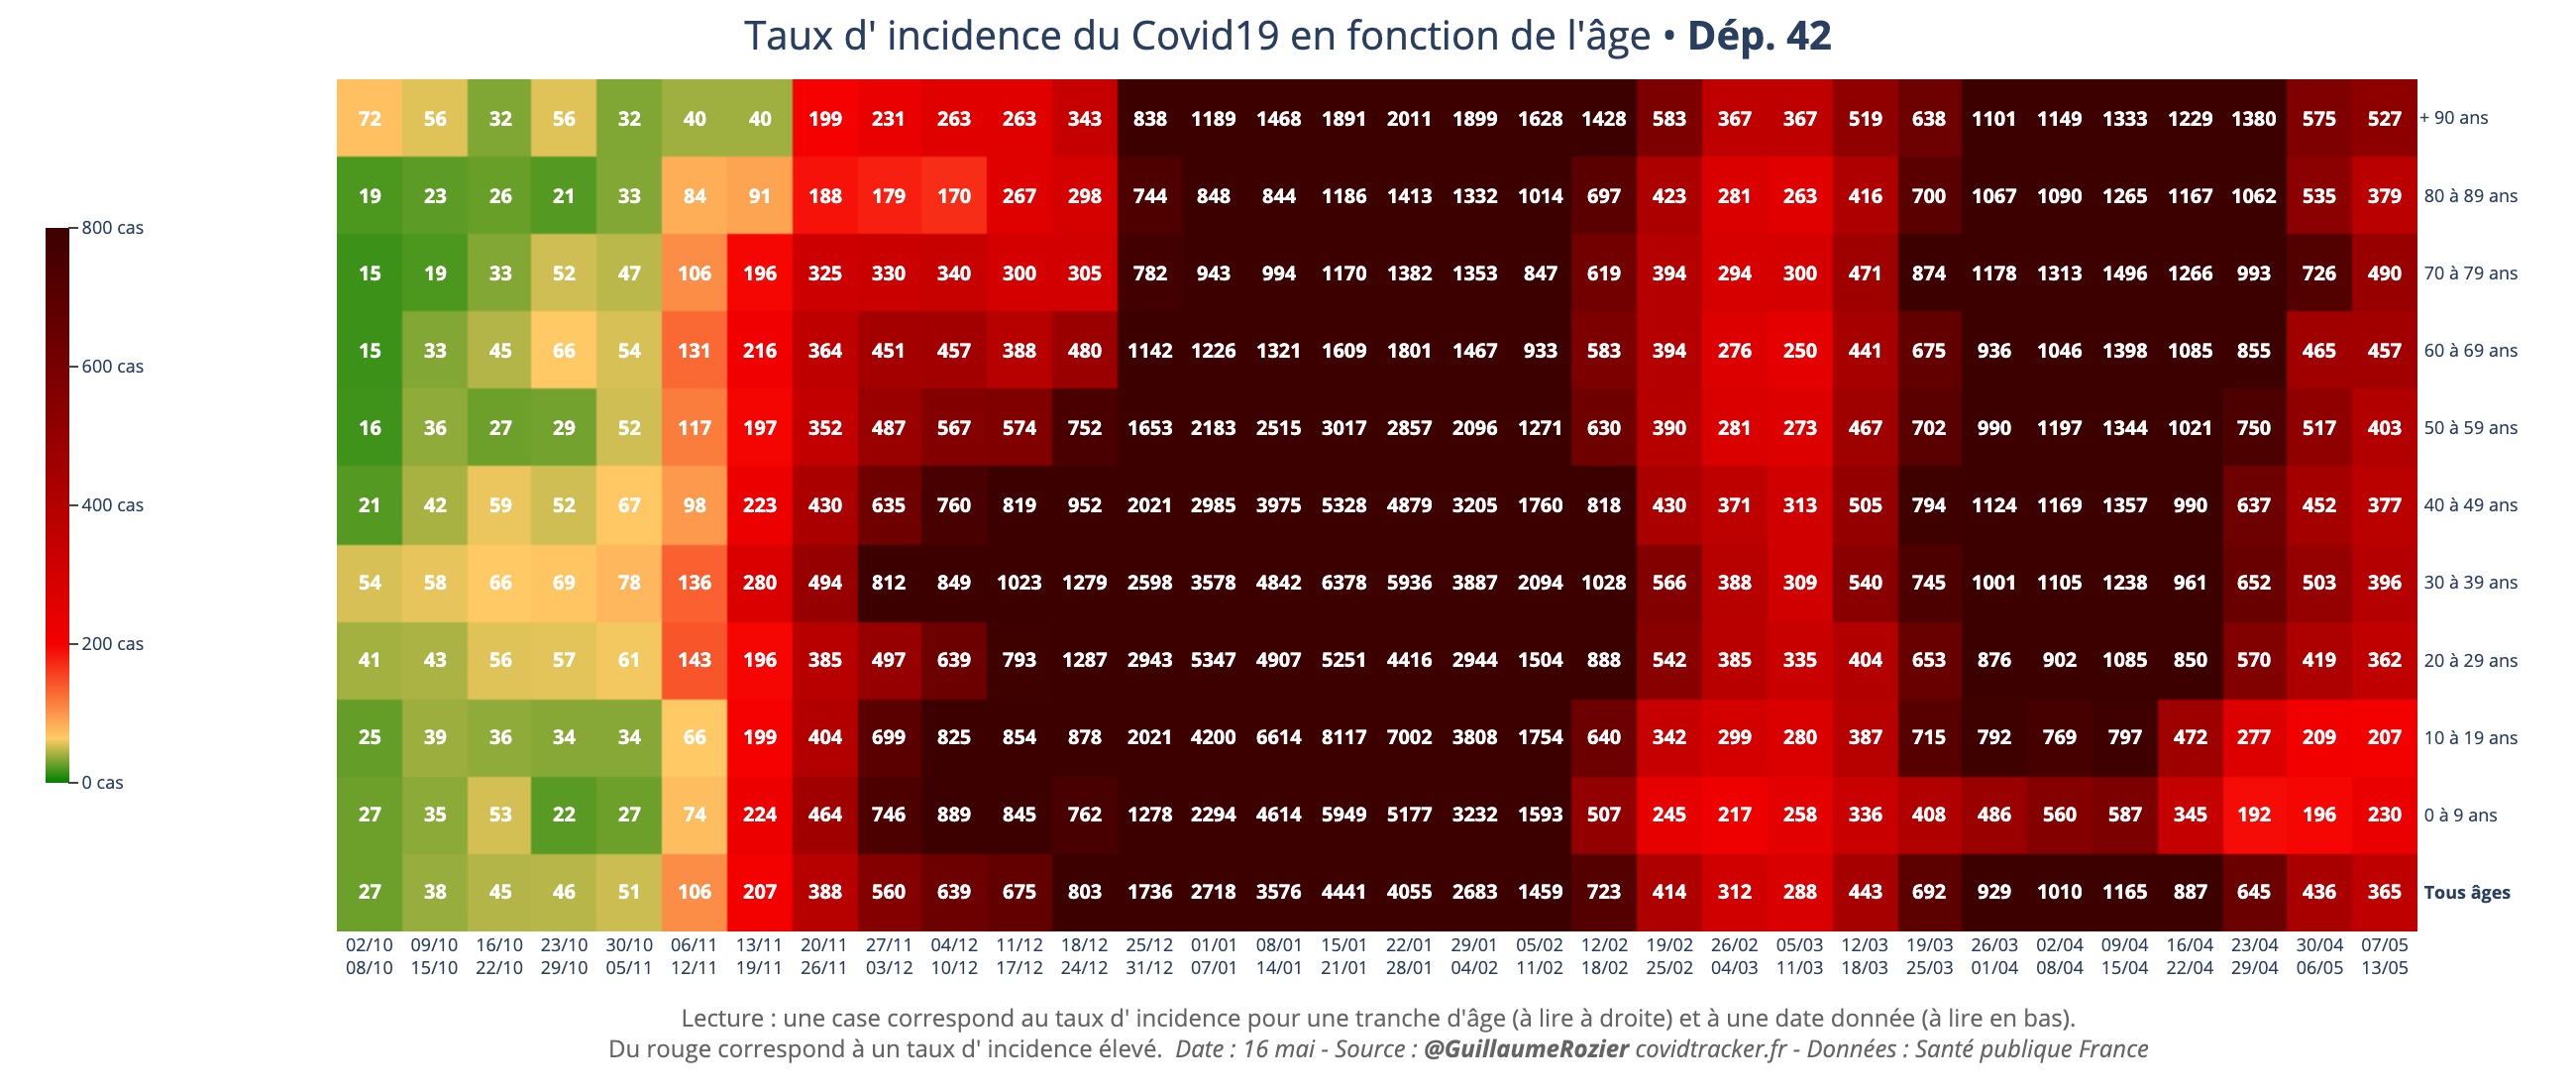 Taux d' incidence du Covid19 en fonction de l'âge • Dép. 42
72 56 32 56 32 40 40 199 231 263 263 343 838 1189 1468 1891 2011 1899 1628 1428 583 367 367 519 638 1101 1149 1333 1229 1380 575 527 + 90 ans
19 23 26 21 33 84 91 188 179 170 267 298 744 848 844 1186 1413 1332 1014 697 423 281 263 416 700 1067 1090 1265 1167 1062 535 379 80 à 89 ans
800 cas
15 19 33 52 47 106 196 325 330 340 300 305 782 943 994 1170 1382 1353 847 619 394 294 300 471 874 1178 1313 1496 1266 993 726 490 70 à 79 ans
15 33 45 66 54 131 216 364 451 457 388 480 1142 1226 1321 1609 1801 1467 933 583 394 276 250 441 675 936 1046 1398 1085 855 465 457 60 à 69 ans
600 cas
16 36 27 29 52 117 197 352 487 567 574 752 1653 2183 2515 3017 2857 2096 1271 630 390 281 273 467 702 990 1197 1344 1021 750 517 403 50 à 59 ans
400 cas
21 42 59 52 67 98 223 430 635 760 819 952 2021 2985 3975 5328 4879 3205 1760 818 430 371 313 505 794 1124 1169 1357 990 637 452 377 40 à 49 ans
54 58 66 69 78 136 280 494 812 849 1023 1279 2598 3578 4842 6378 5936 3887 2094 1028 566 388 309 540 745 1001 1105 1238 961 652 503 396 30 à 39 ans
200 cas
41 43 56 57 61 143 196 385 497 639 793 1287 2943 5347 4907 5251 4416 2944 1504 888 542 385 335 404 653 876 902 1085 850 570 419 362 20 à 29 ans
25 39 36 34 34 66 199 404 699 825 854 878 2021 4200 6614 8117 7002 3808 1754 640 342 299 280 387 715 792 769 797 472 277 209 207 10 à 19 ans
0 cas
27 35 53 22 27 74 224 464 746 889 845 762 1278 2294 4614 5949 5177 3232 1593 507 245 217 258 336 408 486 560 587 345 192 196 230 0 à 9 ans
27 38 45 46 51 106 207 388 560 639 675 803 1736 2718 3576 4441 4055 2683 1459 723 414 312 288 443 692 929 1010 1165 887 645 436 365 Tous âges
02/10 09/10 16/10 23/10 30/10 06/11 13/11 20/11 27/11 04/12 11/12 18/12 25/12 01/01 08/01 15/01 22/01 29/01 05/02 12/02 19/02 26/02 05/03 12/03 19/03 26/03 02/04 09/04 16/04 23/04 30/04 07/05
08/10 15/10 22/10 29/10 05/11 12/11 19/11 26/11 03/12 10/12 17/12 24/12 31/12 07/01 14/01 21/01 28/01 04/02 11/02 18/02 25/02 04/03 11/03 18/03 25/03 01/04 08/04 15/04 22/04 29/04 06/05 13/05
Lecture : une case correspond au taux d' incidence pour une tranche d'âge (à lire à droite) et à une date donnée (à lire en bas).
Du rouge correspond à un taux d' incidence élevé. Date : 16 mai - Source : @GuillaumeRozier covidtracker.fr - Données : Santé publique France